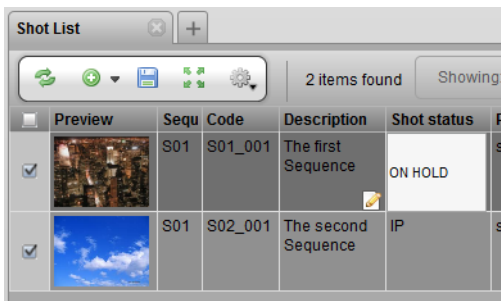 Shot List
2 items found
Showing:
Preview Sequ Code Description Shot status
S01 S01_001 The first
Sequence
ON HOLD
S01 S02_001 The second
Sequence
IP